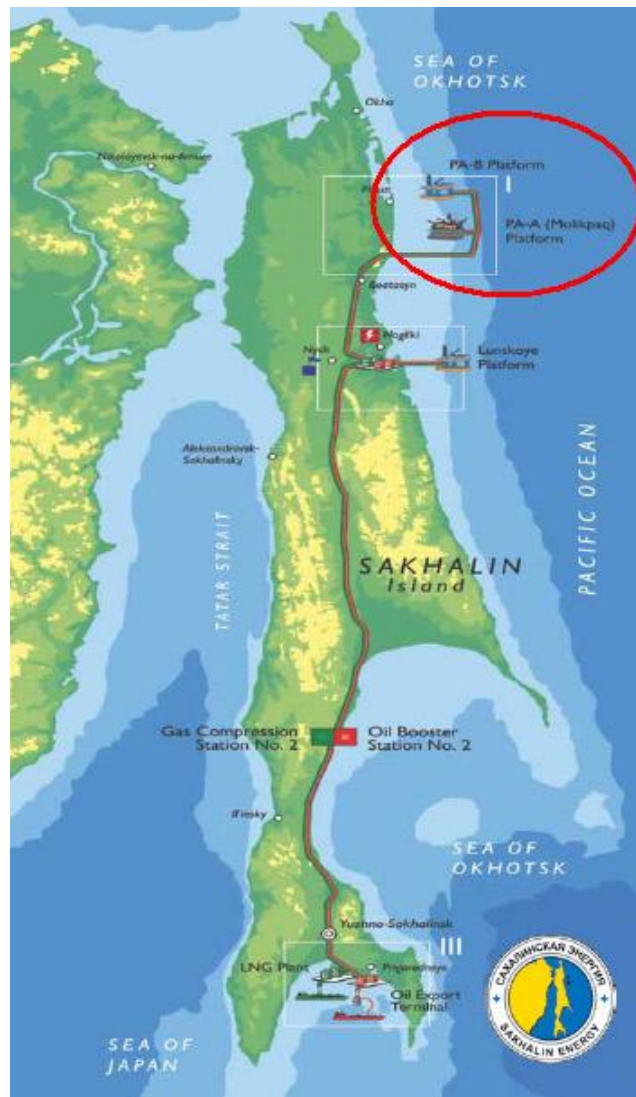 SEA OF
OKHOTSK
Okha
Nikolayevsk-na-Amure
PA-B Platform
I
PA-A (Molikpaq)
Platform
Boatasyn
Nogliki
Nysh
Lunskoye
Platform
Aleksandrovsk-
Sakhalinsky
TATAR STRAIT
PACIFIC OCEAN
SAKHALIN
Island
Gas Compression
Station No. 2
Oil Booster
Station No. 2
Il'insky
SEA OF
OKHOTSK
Yuzhno-Sakhalinsk
III
LNG Plant
Prigorodnoye
Oil Export
Terminal
САХАЛИНСКАЯ ЭНЕРГИЯ
SAKHALIN ENERGY
SEA OF
JAPAN